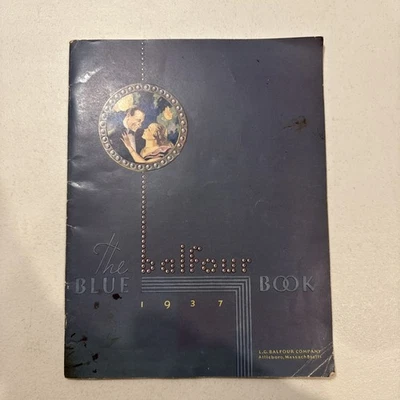 the balfour
BLUE BOOK
1937
L.G. BALFOUR COMPANY
Attleboro, Massachusetts